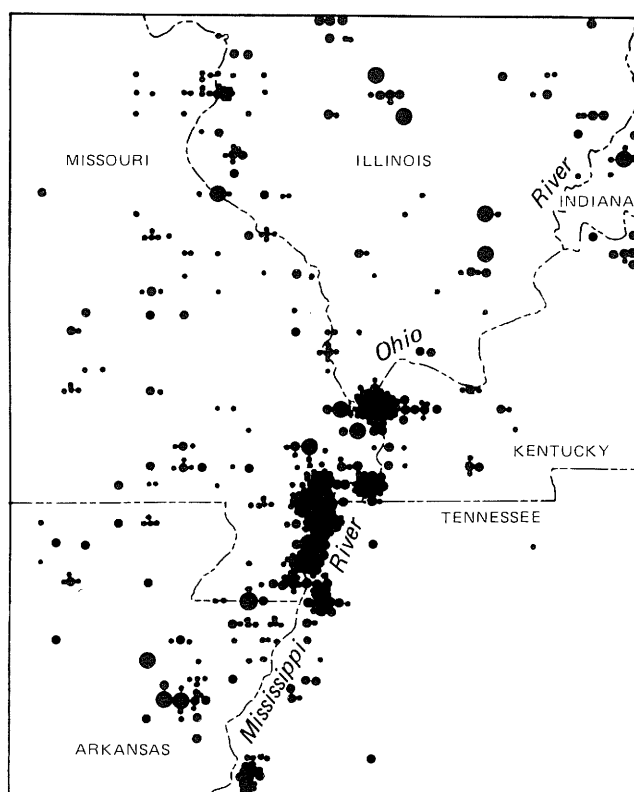 MISSOURI
ILLINOIS
River
INDIANA
Ohio
KENTUCKY
TENNESSEE
River
Mississippi
ARKANSAS